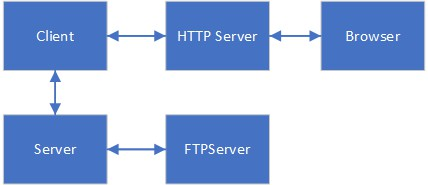 Client
HTTP Server
Browser
Server
FTPServer